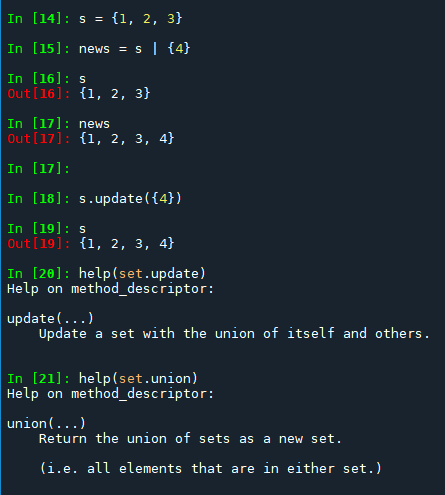 In [14]: s = {1, 2, 3}
In [15]: news = s | {4}
In [16]: s
Out[16]: {1, 2, 3}
In [17]: news
Out[17]: {1, 2, 3, 4}
In [17]:
In [18]: s.update({4})
In [19]: s
Out[19]: {1, 2, 3, 4}
In [20]: help(set.update)
Help on method_descriptor:
update(...)
    Update a set with the union of itself and others.
In [21]: help(set.union)
Help on method_descriptor:
union(...)
    Return the union of sets as a new set.
    (i.e. all elements that are in either set.)